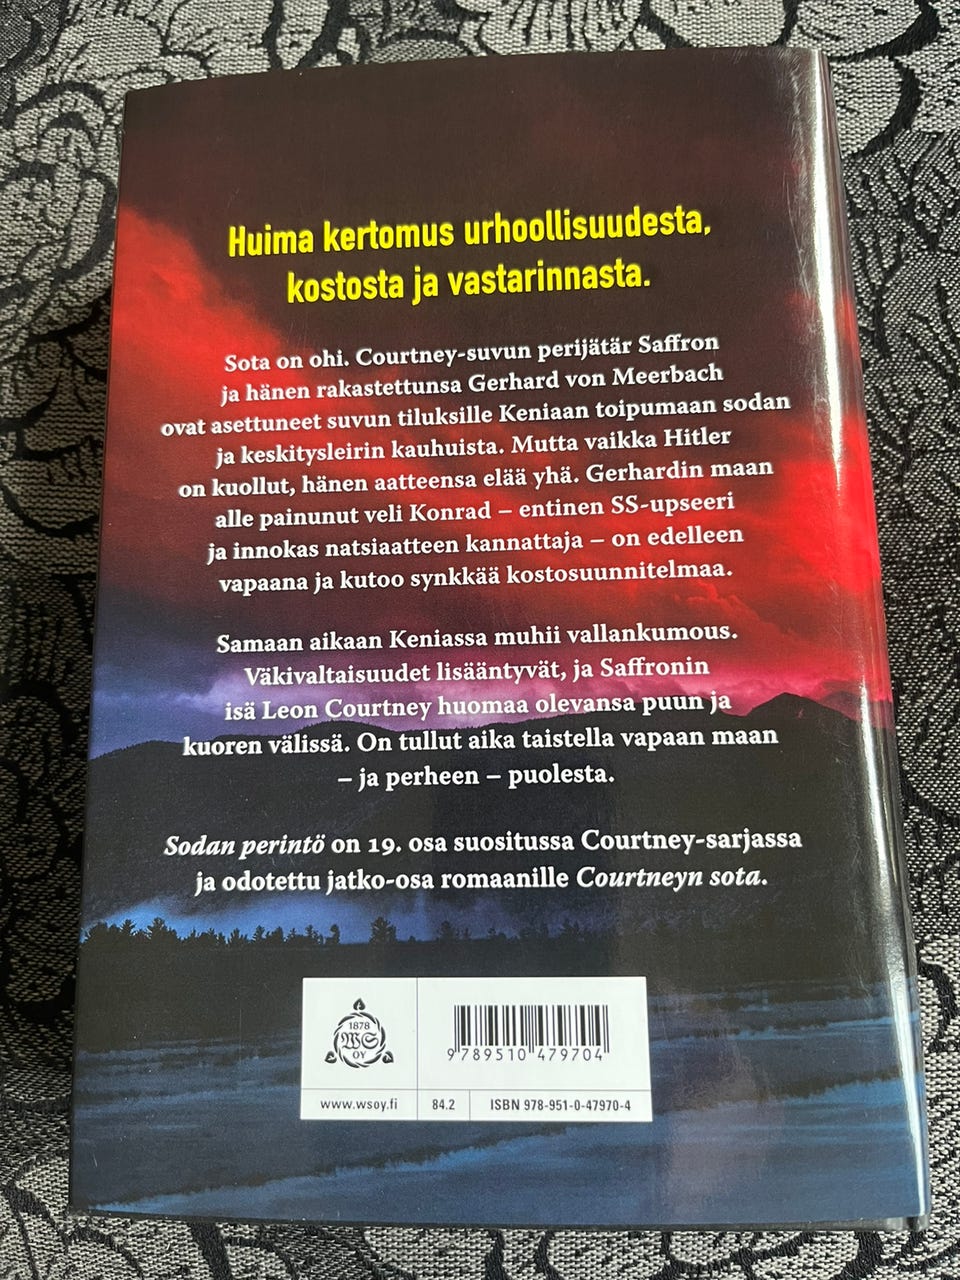 Huima kertomus urhoollisuudesta,
kostosta ja vastarinnasta.
Sota on ohi. Courtney-suvun perijätär Saffron
ja hänen rakastettunsa Gerhard von Meerbach
ovat asettuneet suvun tiluksille Keniaan toipumaan sodan
ja keskitysleirin kauhuista. Mutta vaikka Hitler
on kuollut, hänen aatteensa elää yhä. Gerhardin maan
alle painunut veli Konrad – entinen SS-upseeri
ja innokas natsiaatteen kannattaja – on edelleen
vapaana ja kutoo synkkää kostosuunnitelmaa.
Samaan aikaan Keniassa muhii vallankumous.
Väkivaltaisuudet lisääntyvät, ja Saffronin
isä Leon Courtney huomaa olevansa puun ja
kuoren välissä. On tullut aika taistella vapaan maan
– ja perheen – puolesta.
Sodan perintö on 19. osa suositussa Courtney-sarjassa
ja odotettu jatko-osa romaanille Courtneyn sota.
1878
WS
OY
9 789510 479704
www.wsoy.fi
84.2
ISBN 978-951-0-47970-4